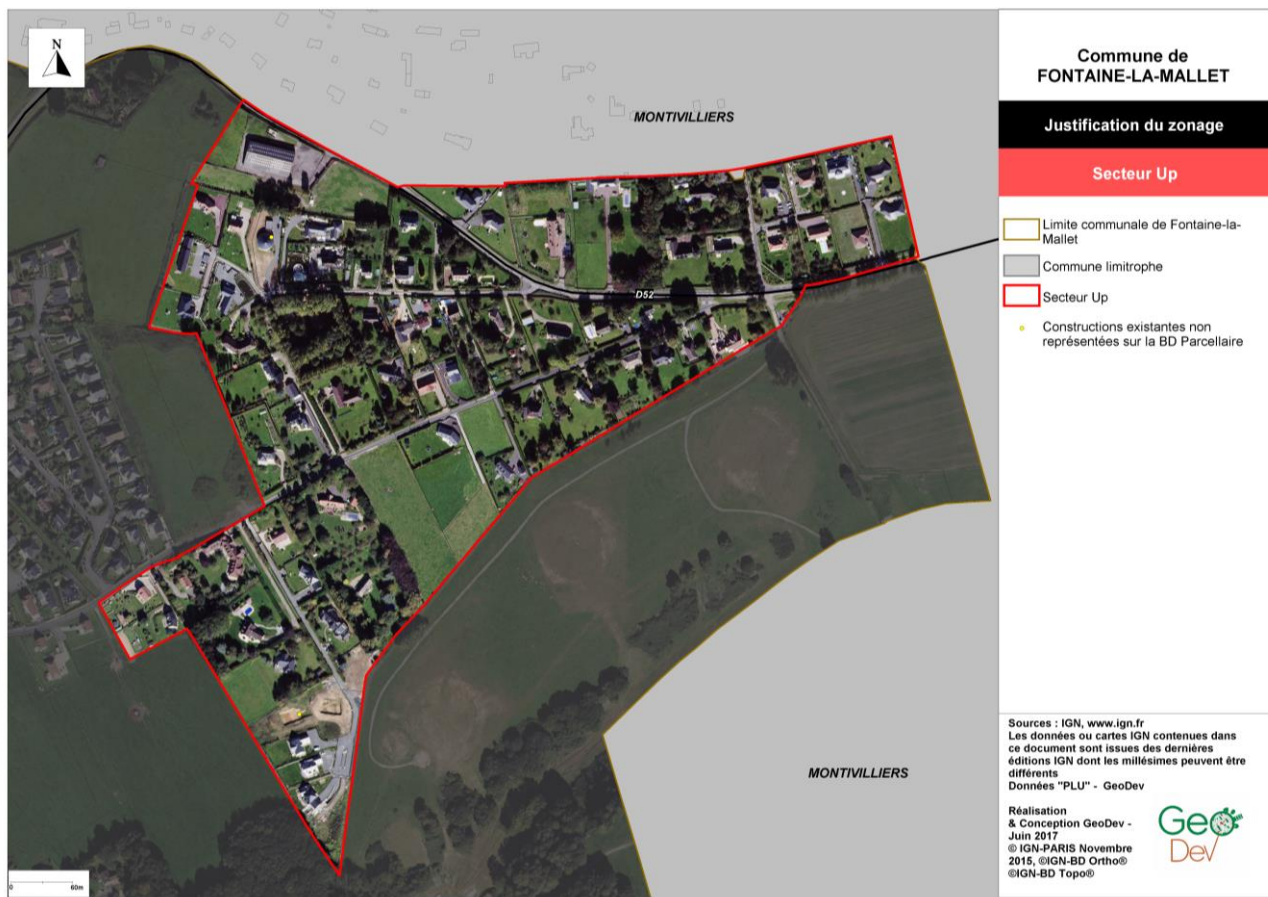 N
MONTIVILLIERS
D52
MONTIVILLIERS
0 60m
Commune de
FONTAINE-LA-MALLET
Justification du zonage
Secteur Up
Limite communale de Fontaine-la-
Mallet
Commune limitrophe
Secteur Up
Constructions existantes non
représentées sur la BD Parcellaire
Sources : IGN, www.ign.fr
Les données ou cartes IGN contenues dans
ce document sont issues des dernières
éditions IGN dont les millésimes peuvent être
différents
Données "PLU" - GeoDev
Réalisation
& Conception GeoDev -
Juin 2017
© IGN-PARIS Novembre
2015, ©IGN-BD Ortho®
©IGN-BD Topo®
Geo
Dev